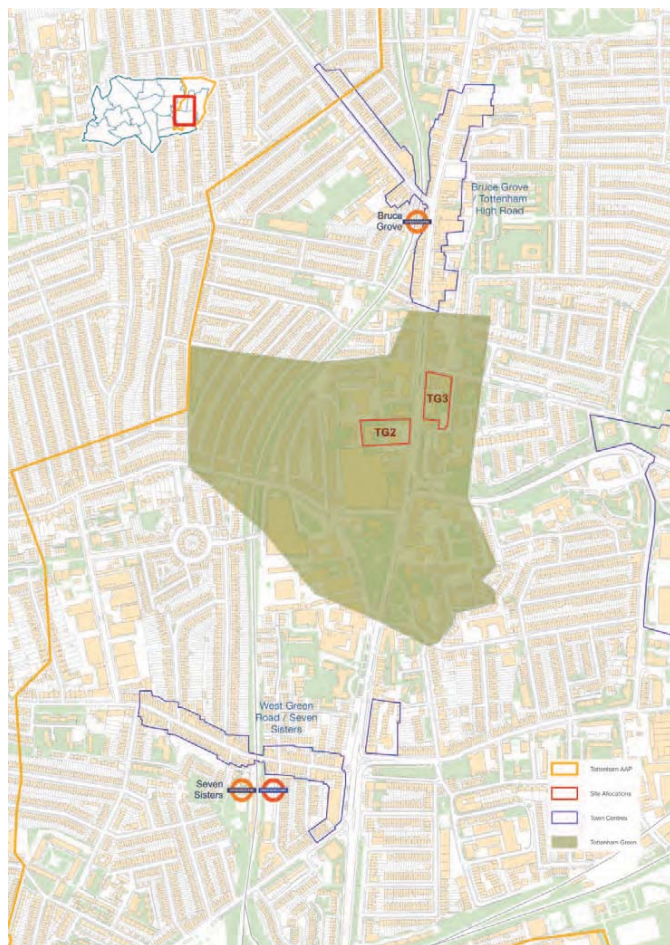 Bruce Grove
/ Tottenham
High Road
Bruce
Grove
TG3
TG2
West Green
Road / Seven
Sisters
Seven
Sisters
Tottenham AAP
Site Allocations
Town Centres
Tottenham Green